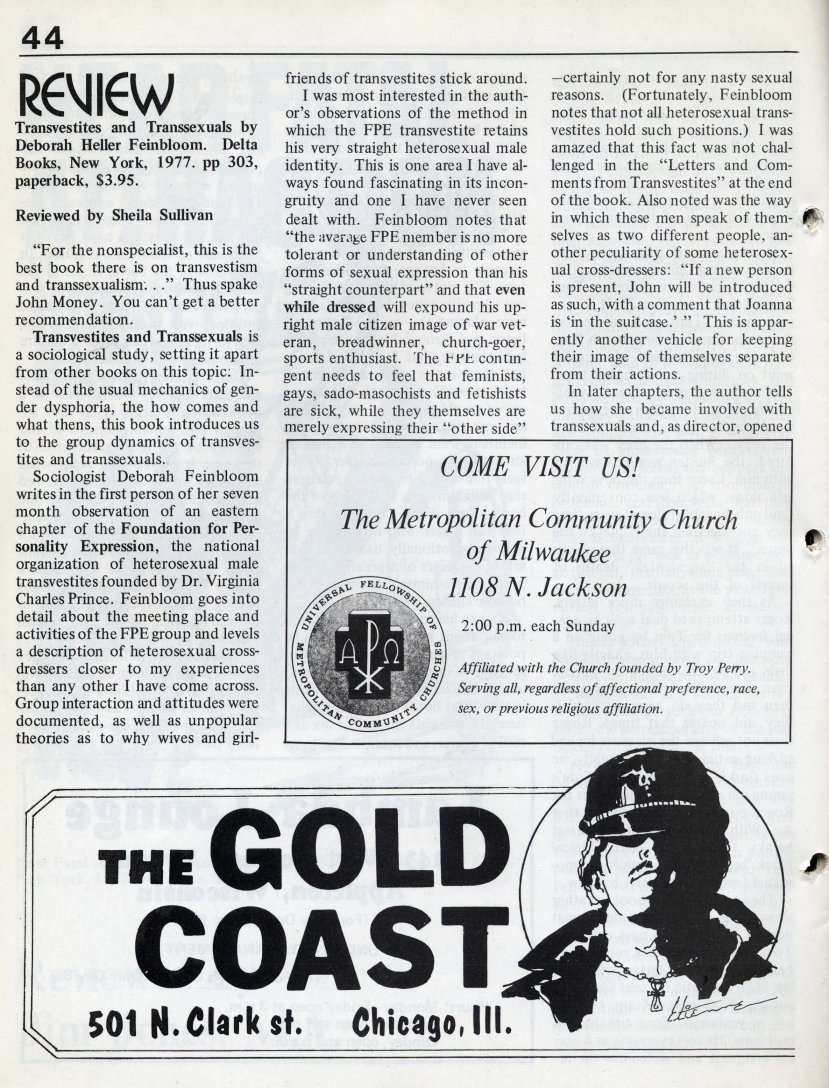 44
REVIEW
Transvestites and Transsexuals by
Deborah Heller Feinbloom. Delta
Books, New York, 1977. pp 303,
paperback, $3.95.
Reviewed by Sheila Sullivan
“For the nonspecialist, this is the
best book there is on transvestism
and transsexualism. . .” Thus spake
John Money. You can’t get a better
recommendation.
Transvestites and Transsexuals is
a sociological study, setting it apart
from other books on this topic. In-
stead of the usual mechanics of gen-
der dysphoria, the how comes and
what thens, this book introduces us
to the group dynamics of transves-
tites and transsexuals.
Sociologist Deborah Feinbloom
writes in the first person of her seven
month observation of an eastern
chapter of the Foundation for Per-
sonality Expression, the national
organization of heterosexual male
transvestites founded by Dr. Virginia
Charles Prince. Feinbloom goes into
detail about the meeting place and
activities of the FPE group and levels
a description of heterosexual cross-
dressers closer to my experiences
than any other I have come across.
Group interaction and attitudes were
documented, as well as unpopular
theories as to why wives and girl-
friends of transvestites stick around.
I was most interested in the auth-
or’s observations of the method in
which the FPE transvestite retains
his very straight heterosexual male
identity. This is one area I have al-
ways found fascinating in its incon-
gruity and one I have never seen
dealt with. Feinbloom notes that
“the average FPE member is no more
tolerant or understanding of other
forms of sexual expression than his
“straight counterpart” and that even
while dressed will expound his up-
right male citizen image of war vet-
eran, breadwinner, church-goer,
sports enthusiast. The FPE contin-
gent needs to feel that feminists,
gays, sado-masochists and fetishists
are sick, while they themselves are
merely expressing their “other side”
—certainly not for any nasty sexual
reasons. (Fortunately, Feinbloom
notes that not all heterosexual trans-
vestites hold such positions.) I was
amazed that this fact was not chal-
lenged in the “Letters and Com-
ments from Transvestites” at the end
of the book. Also noted was the way
in which these men speak of them-
selves as two different people, an-
other peculiarity of some heterosex-
ual cross-dressers: “If a new person
is present, John will be introduced
as such, with a comment that Joanna
is ‘in the suitcase.’ ” This is appar-
ently another vehicle for keeping
their image of themselves separate
from their actions.
In later chapters, the author tells
us how she became involved with
transsexuals and, as director, opened
COME VISIT US!
The Metropolitan Community Church
of Milwaukee
1108 N. Jackson
2:00 p.m. each Sunday
Affiliated with the Church founded by Troy Perry.
Serving all, regardless of affectional preference, race,
sex, or previous religious affiliation.
UNIVERSAL FELLOWSHIP OF
METROPOLITAN COMMUNITY CHURCHES
Α Ω
THE GOLD
COAST
501 N. Clark st. Chicago, Ill.